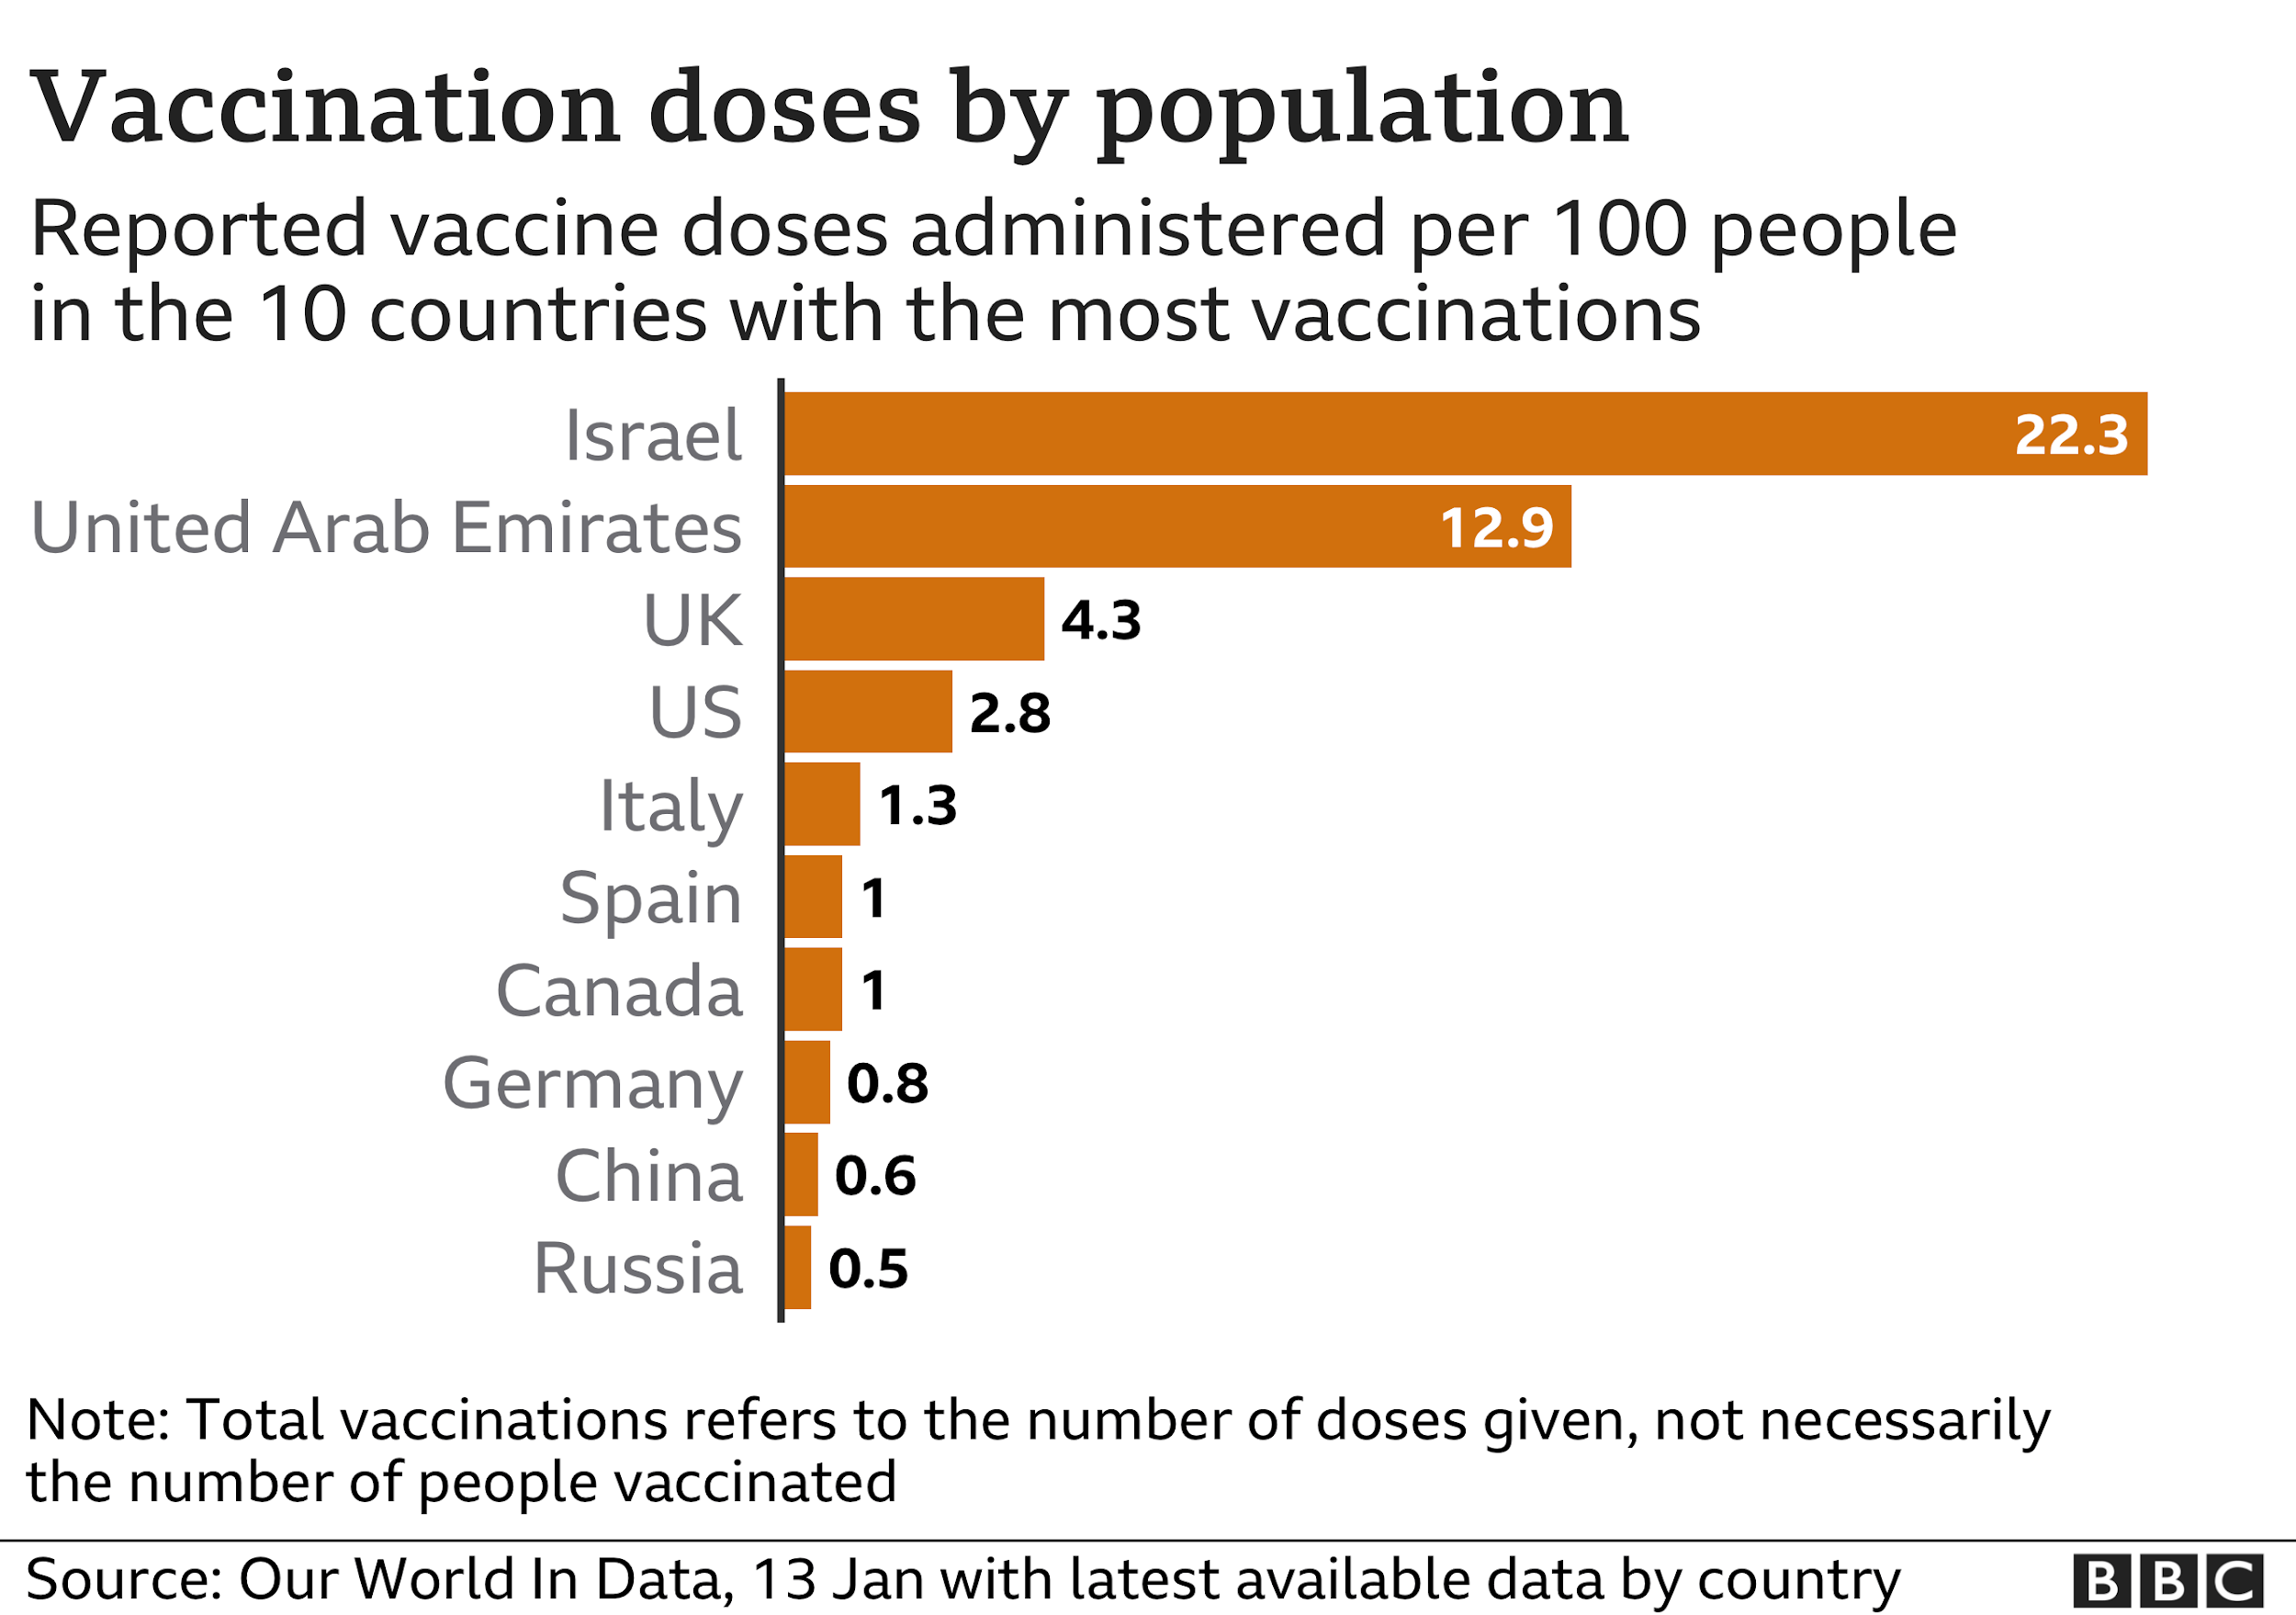 Vaccination doses by population
Reported vaccine doses administered per 100 people
in the 10 countries with the most vaccinations
Israel 22.3
United Arab Emirates 12.9
UK 4.3
US 2.8
Italy 1.3
Spain 1
Canada 1
Germany 0.8
China 0.6
Russia 0.5
Note: Total vaccinations refers to the number of doses given, not necessarily
the number of people vaccinated
Source: Our World In Data, 13 Jan with latest available data by country BBC